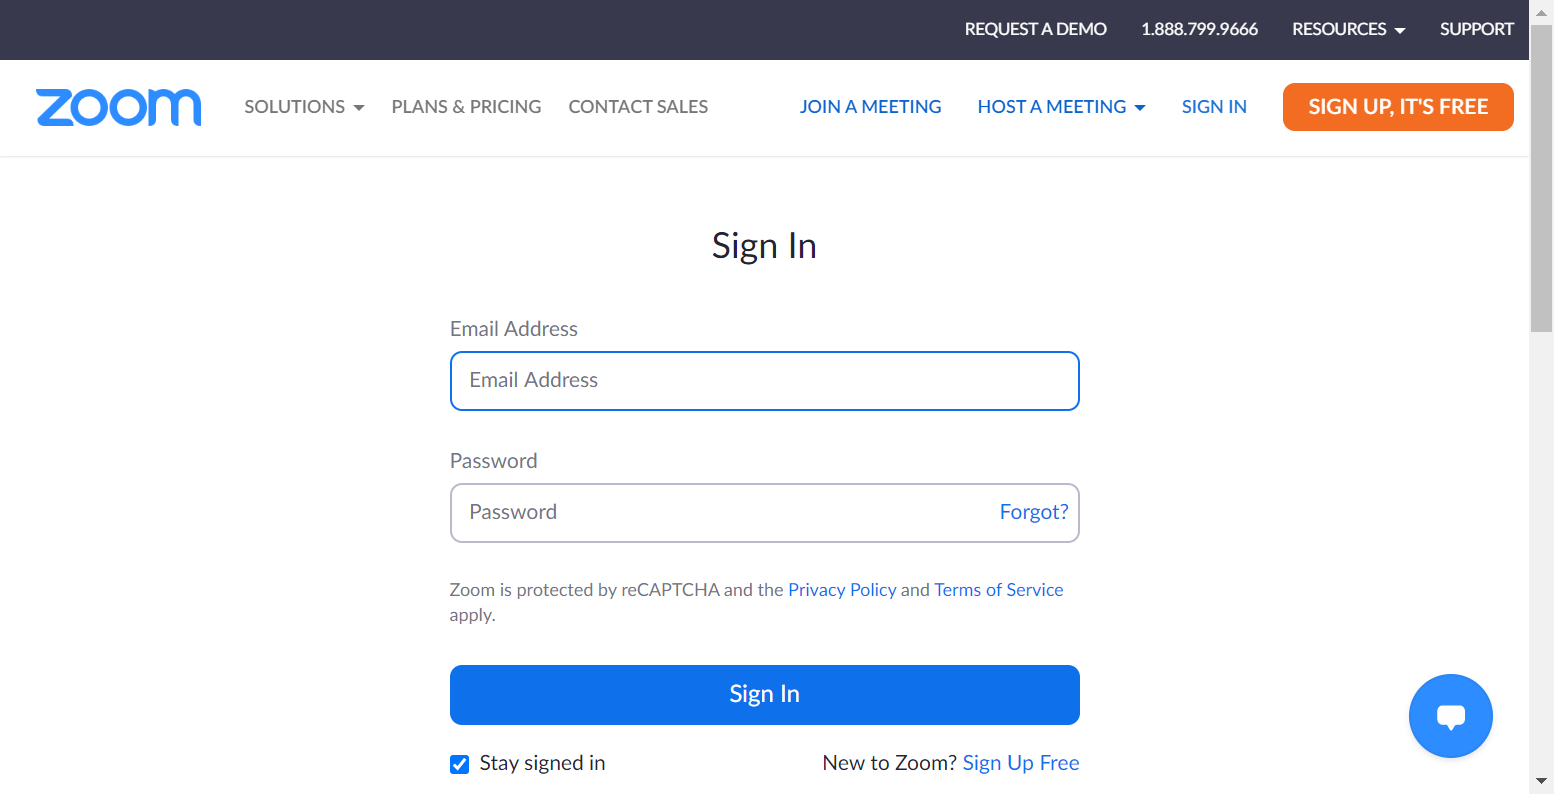 REQUEST A DEMO 1.888.799.9666 RESOURCES SUPPORT
zoom SOLUTIONS PLANS & PRICING CONTACT SALES JOIN A MEETING HOST A MEETING SIGN IN SIGN UP, IT'S FREE
Sign In
Email Address
Email Address
Password
Password Forgot?
Zoom is protected by reCAPTCHA and the Privacy Policy and Terms of Service
apply.
Sign In
Stay signed in New to Zoom? Sign Up Free